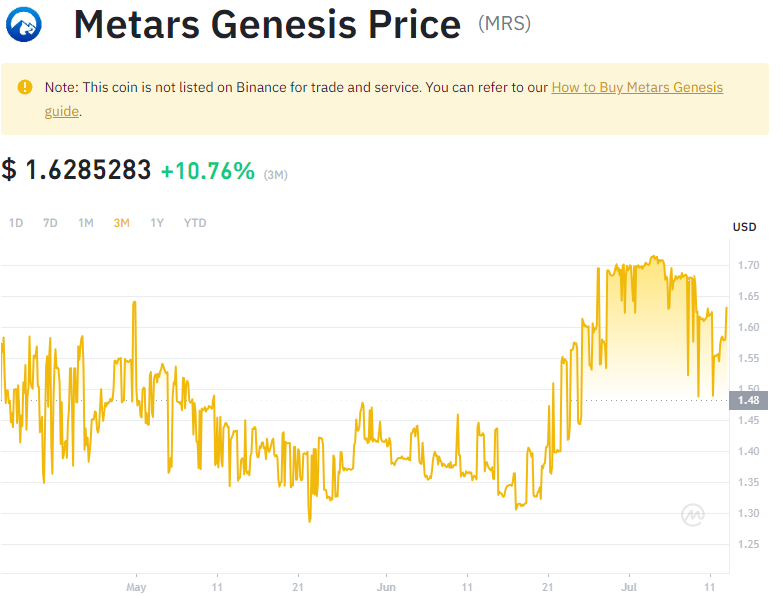 Metars Genesis Price (MRS)
Note: This coin is not listed on Binance for trade and service. You can refer to our How to Buy Metars Genesis
guide.
$ 1.6285283 +10.76% (3M)
1D 7D 1M 3M 1Y YTD
USD
1.70
1.65
1.60
1.55
1.50
1.48
1.45
1.40
1.35
1.30
1.25
May 11 21 Jun 11 21 Jul 11